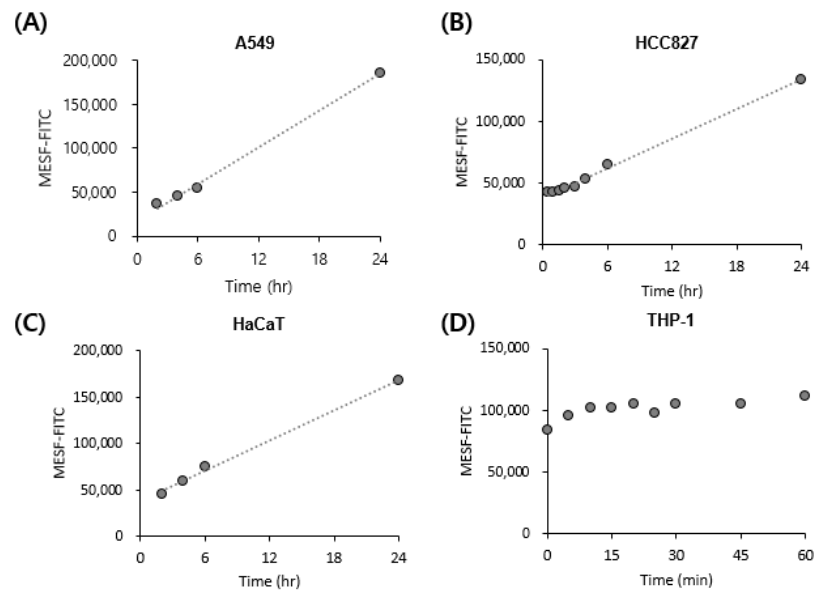 (A)
A549
MESF-FITC
200,000
150,000
100,000
50,000
0
0 6 12 18 24
Time (hr)
(B)
HCC827
MESF-FITC
150,000
100,000
50,000
0
0 6 12 18 24
Time (hr)
(C)
HaCaT
MESF-FITC
200,000
150,000
100,000
50,000
0
0 6 12 18 24
Time (hr)
(D)
THP-1
MESF-FITC
150,000
100,000
50,000
0
0 15 30 45 60
Time (min)